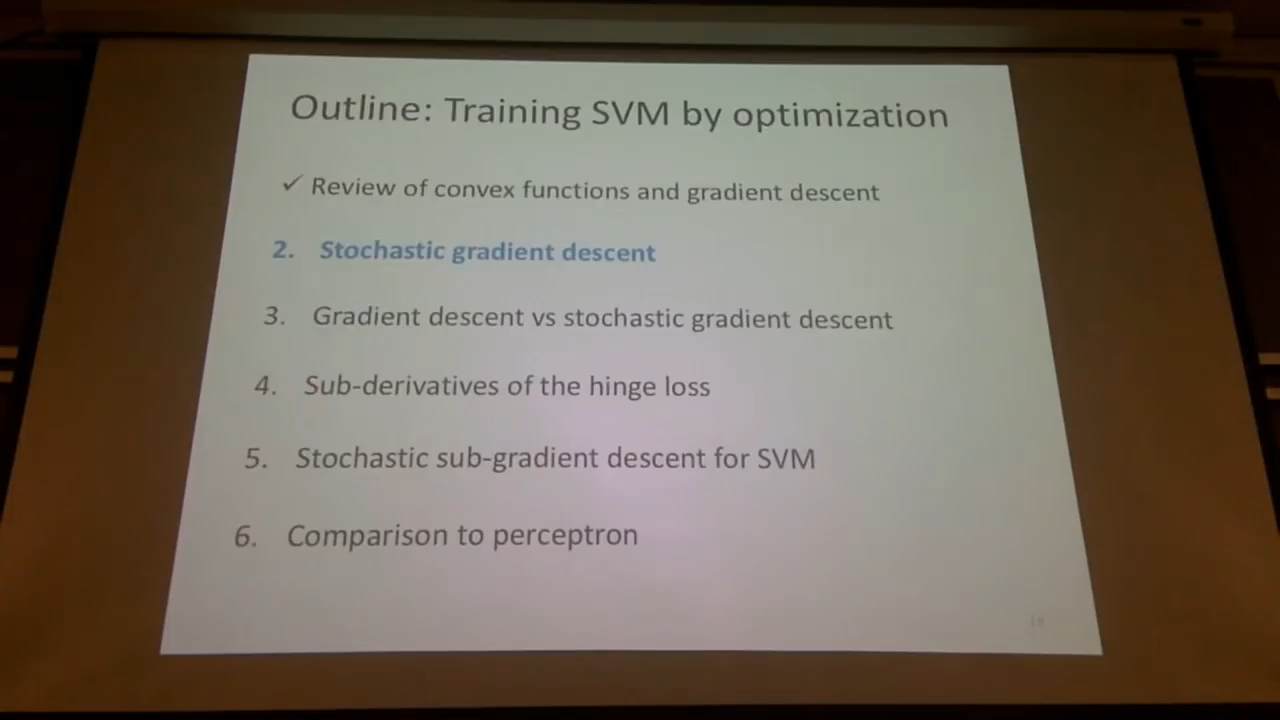 Outline: Training SVM by optimization
✓ Review of convex functions and gradient descent
2. Stochastic gradient descent
3. Gradient descent vs stochastic gradient descent
4. Sub-derivatives of the hinge loss
5. Stochastic sub-gradient descent for SVM
6. Comparison to perceptron